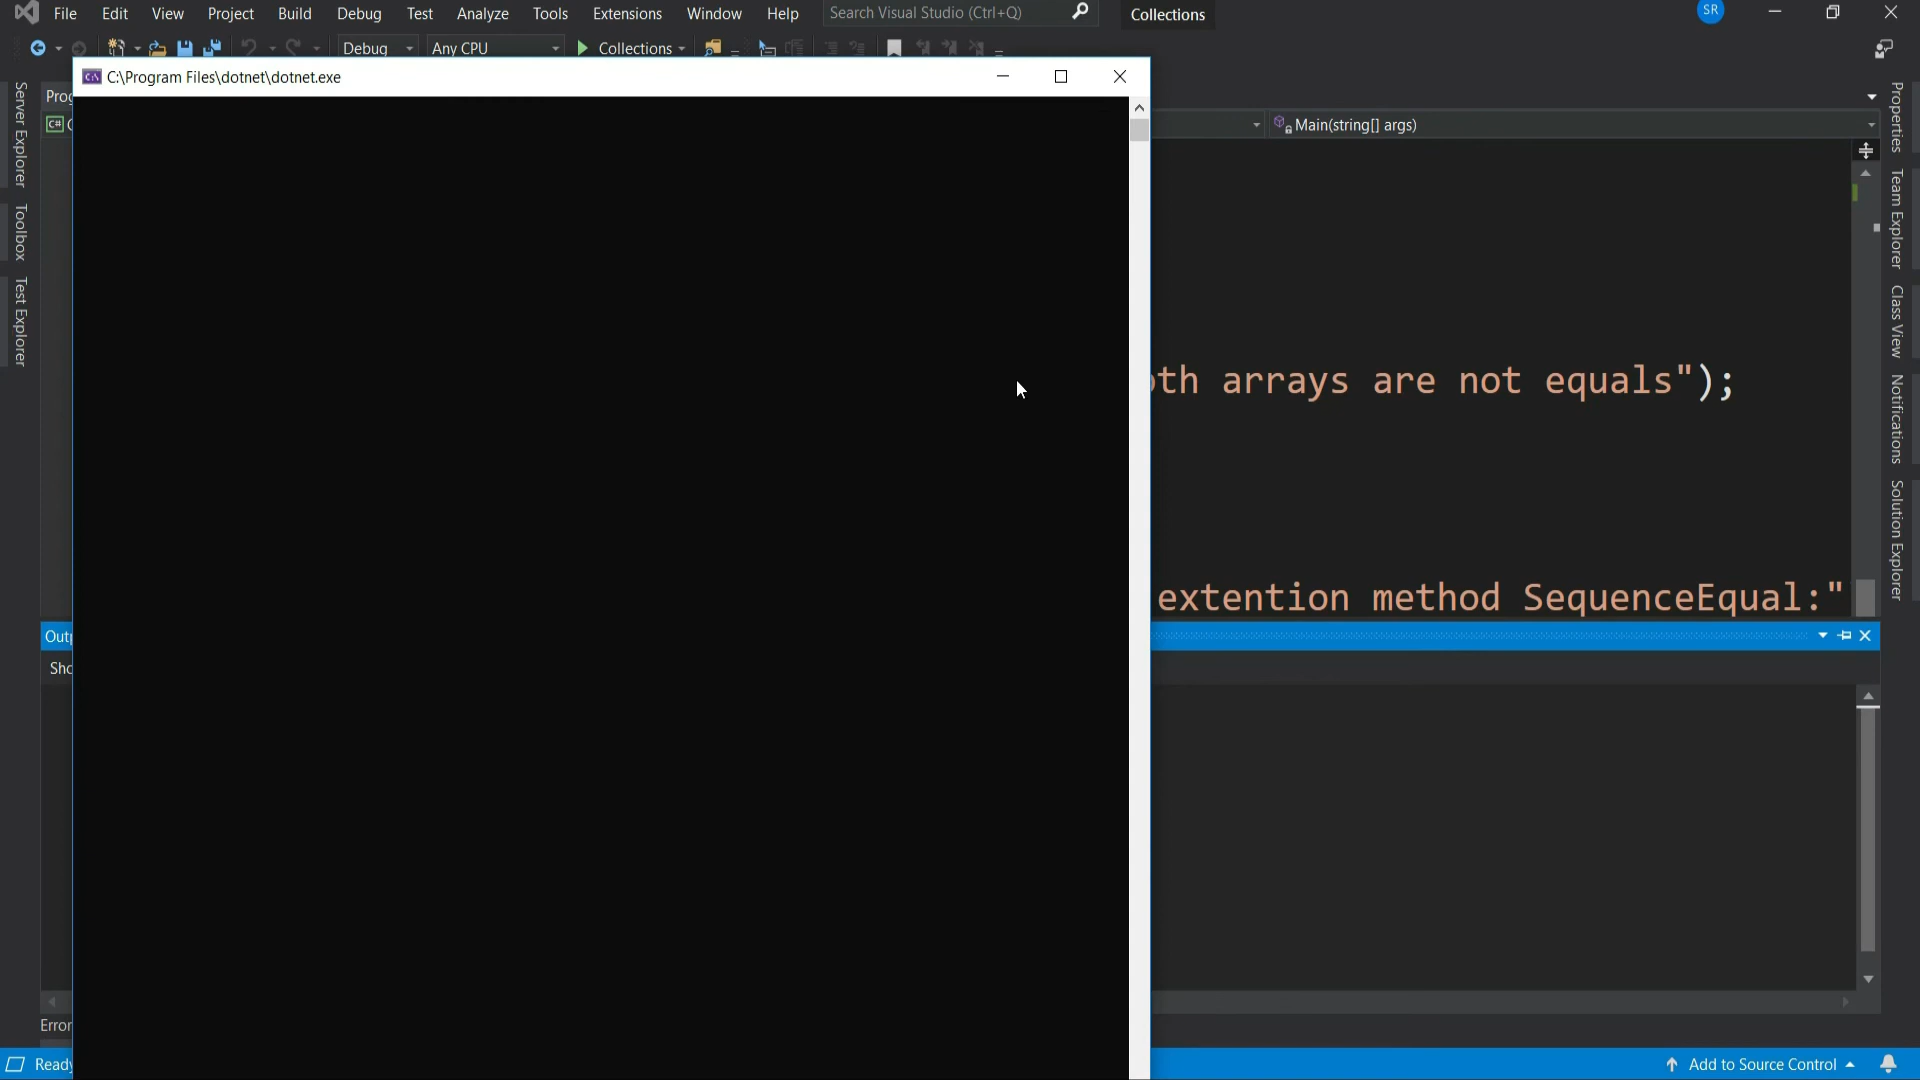 File Edit View Project Build Debug Test Analyze Tools Extensions Window Help Search Visual Studio (Ctrl+Q) Collections SR
Debug Any CPU Collections
C:\Program Files\dotnet\dotnet.exe
Prog
C#
Main(string[] args)
Server Explorer
Toolbox
Test Explorer
Properties
Team Explorer
Class View
Notifications
Solution Explorer
th arrays are not equals");
extention method SequenceEqual:"
Outp
Sho
Error
Ready
Add to Source Control